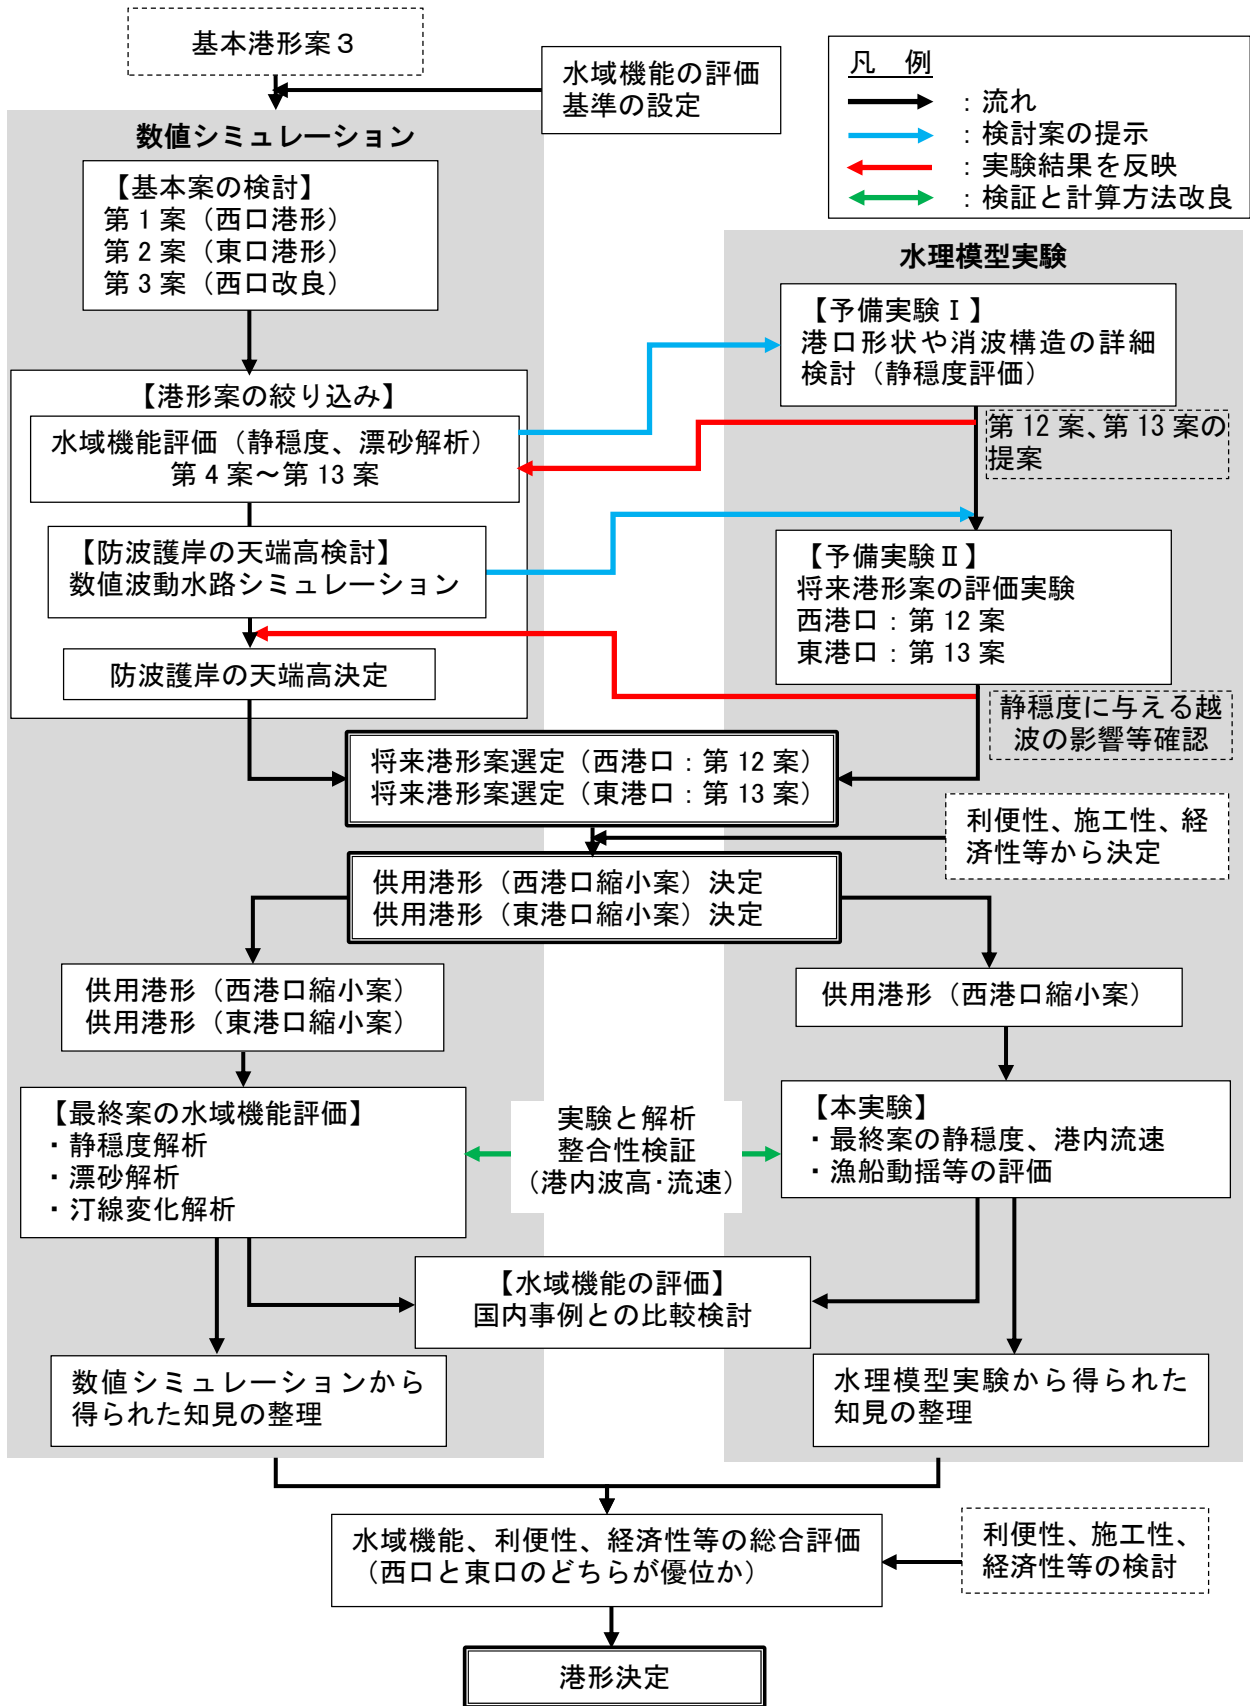 基本港形案３
水域機能の評価
基準の設定
凡　例
：流れ
：検討案の提示
：実験結果を反映
：検証と計算方法改良
数値シミュレーション
【基本案の検討】
第１案（西口港形）
第２案（東口港形）
第３案（西口改良）
水理模型実験
【予備実験Ⅰ】
港口形状や消波構造の詳細
検討（静穏度評価）
【港形案の絞り込み】
水域機能評価（静穏度、漂砂解析）
第４案～第 13 案
第 12 案、第 13 案の
提案
【防波護岸の天端高検討】
数値波動水路シミュレーション
【予備実験Ⅱ】
将来港形案の評価実験
西港口：第 12 案
東港口：第 13 案
防波護岸の天端高決定
静穏度に与える越
波の影響等確認
将来港形案選定（西港口：第 12 案）
将来港形案選定（東港口：第 13 案）
利便性、施工性、経
済性等から決定
供用港形（西港口縮小案）決定
供用港形（東港口縮小案）決定
供用港形（西港口縮小案）
供用港形（東港口縮小案）
供用港形（西港口縮小案）
【最終案の水域機能評価】
・静穏度解析
・漂砂解析
・汀線変化解析
実験と解析
整合性検証
（港内波高･流速）
【本実験】
・最終案の静穏度、港内流速
・漁船動揺等の評価
【水域機能の評価】
国内事例との比較検討
数値シミュレーションから
得られた知見の整理
水理模型実験から得られた
知見の整理
水域機能、利便性、経済性等の総合評価
（西口と東口のどちらが優位か）
利便性、施工性、
経済性等の検討
港形決定